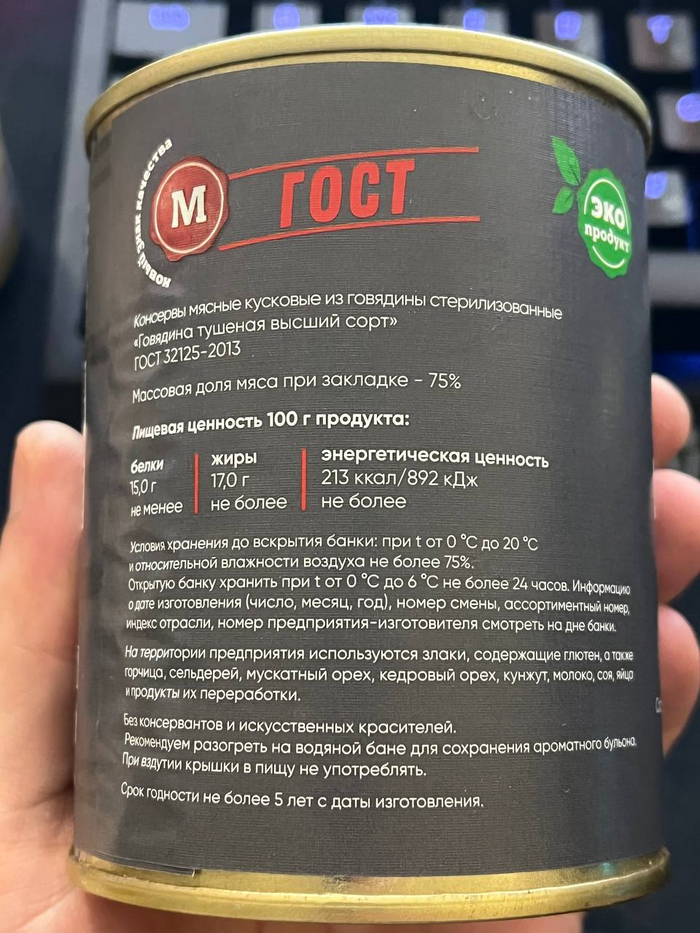 новый знак качества
М
ГОСТ
эко
продукт
Консервы мясные кусковые из говядины стерилизованные
«Говядина тушеная высший сорт»
ГОСТ 32125-2013
Массовая доля мяса при закладке - 75%
Пищевая ценность 100 г продукта:
белки
15,0 г
не менее
жиры
17,0 г
не более
энергетическая ценность
213 ккал/892 кДж
не более
Условия хранения до вскрытия банки: при t от 0 °C до 20 °C
и относительной влажности воздуха не более 75%.
Открытую банку хранить при t от 0 °C до 6 °C не более 24 часов. Информацию
о дате изготовления (число, месяц, год), номер смены, ассортиментный номер,
индекс отрасли, номер предприятия-изготовителя смотреть на дне банки.
На территории предприятия используются злаки, содержащие глютен, а также
горчица, сельдерей, мускатный орех, кедровый орех, кунжут, молоко, соя, яйца
и продукты их переработки.
Без консервантов и искусственных красителей.
Рекомендуем разогреть на водяной бане для сохранения ароматного бульона.
При вздутии крышки в пищу не употреблять.
Срок годности не более 5 лет с даты изготовления.